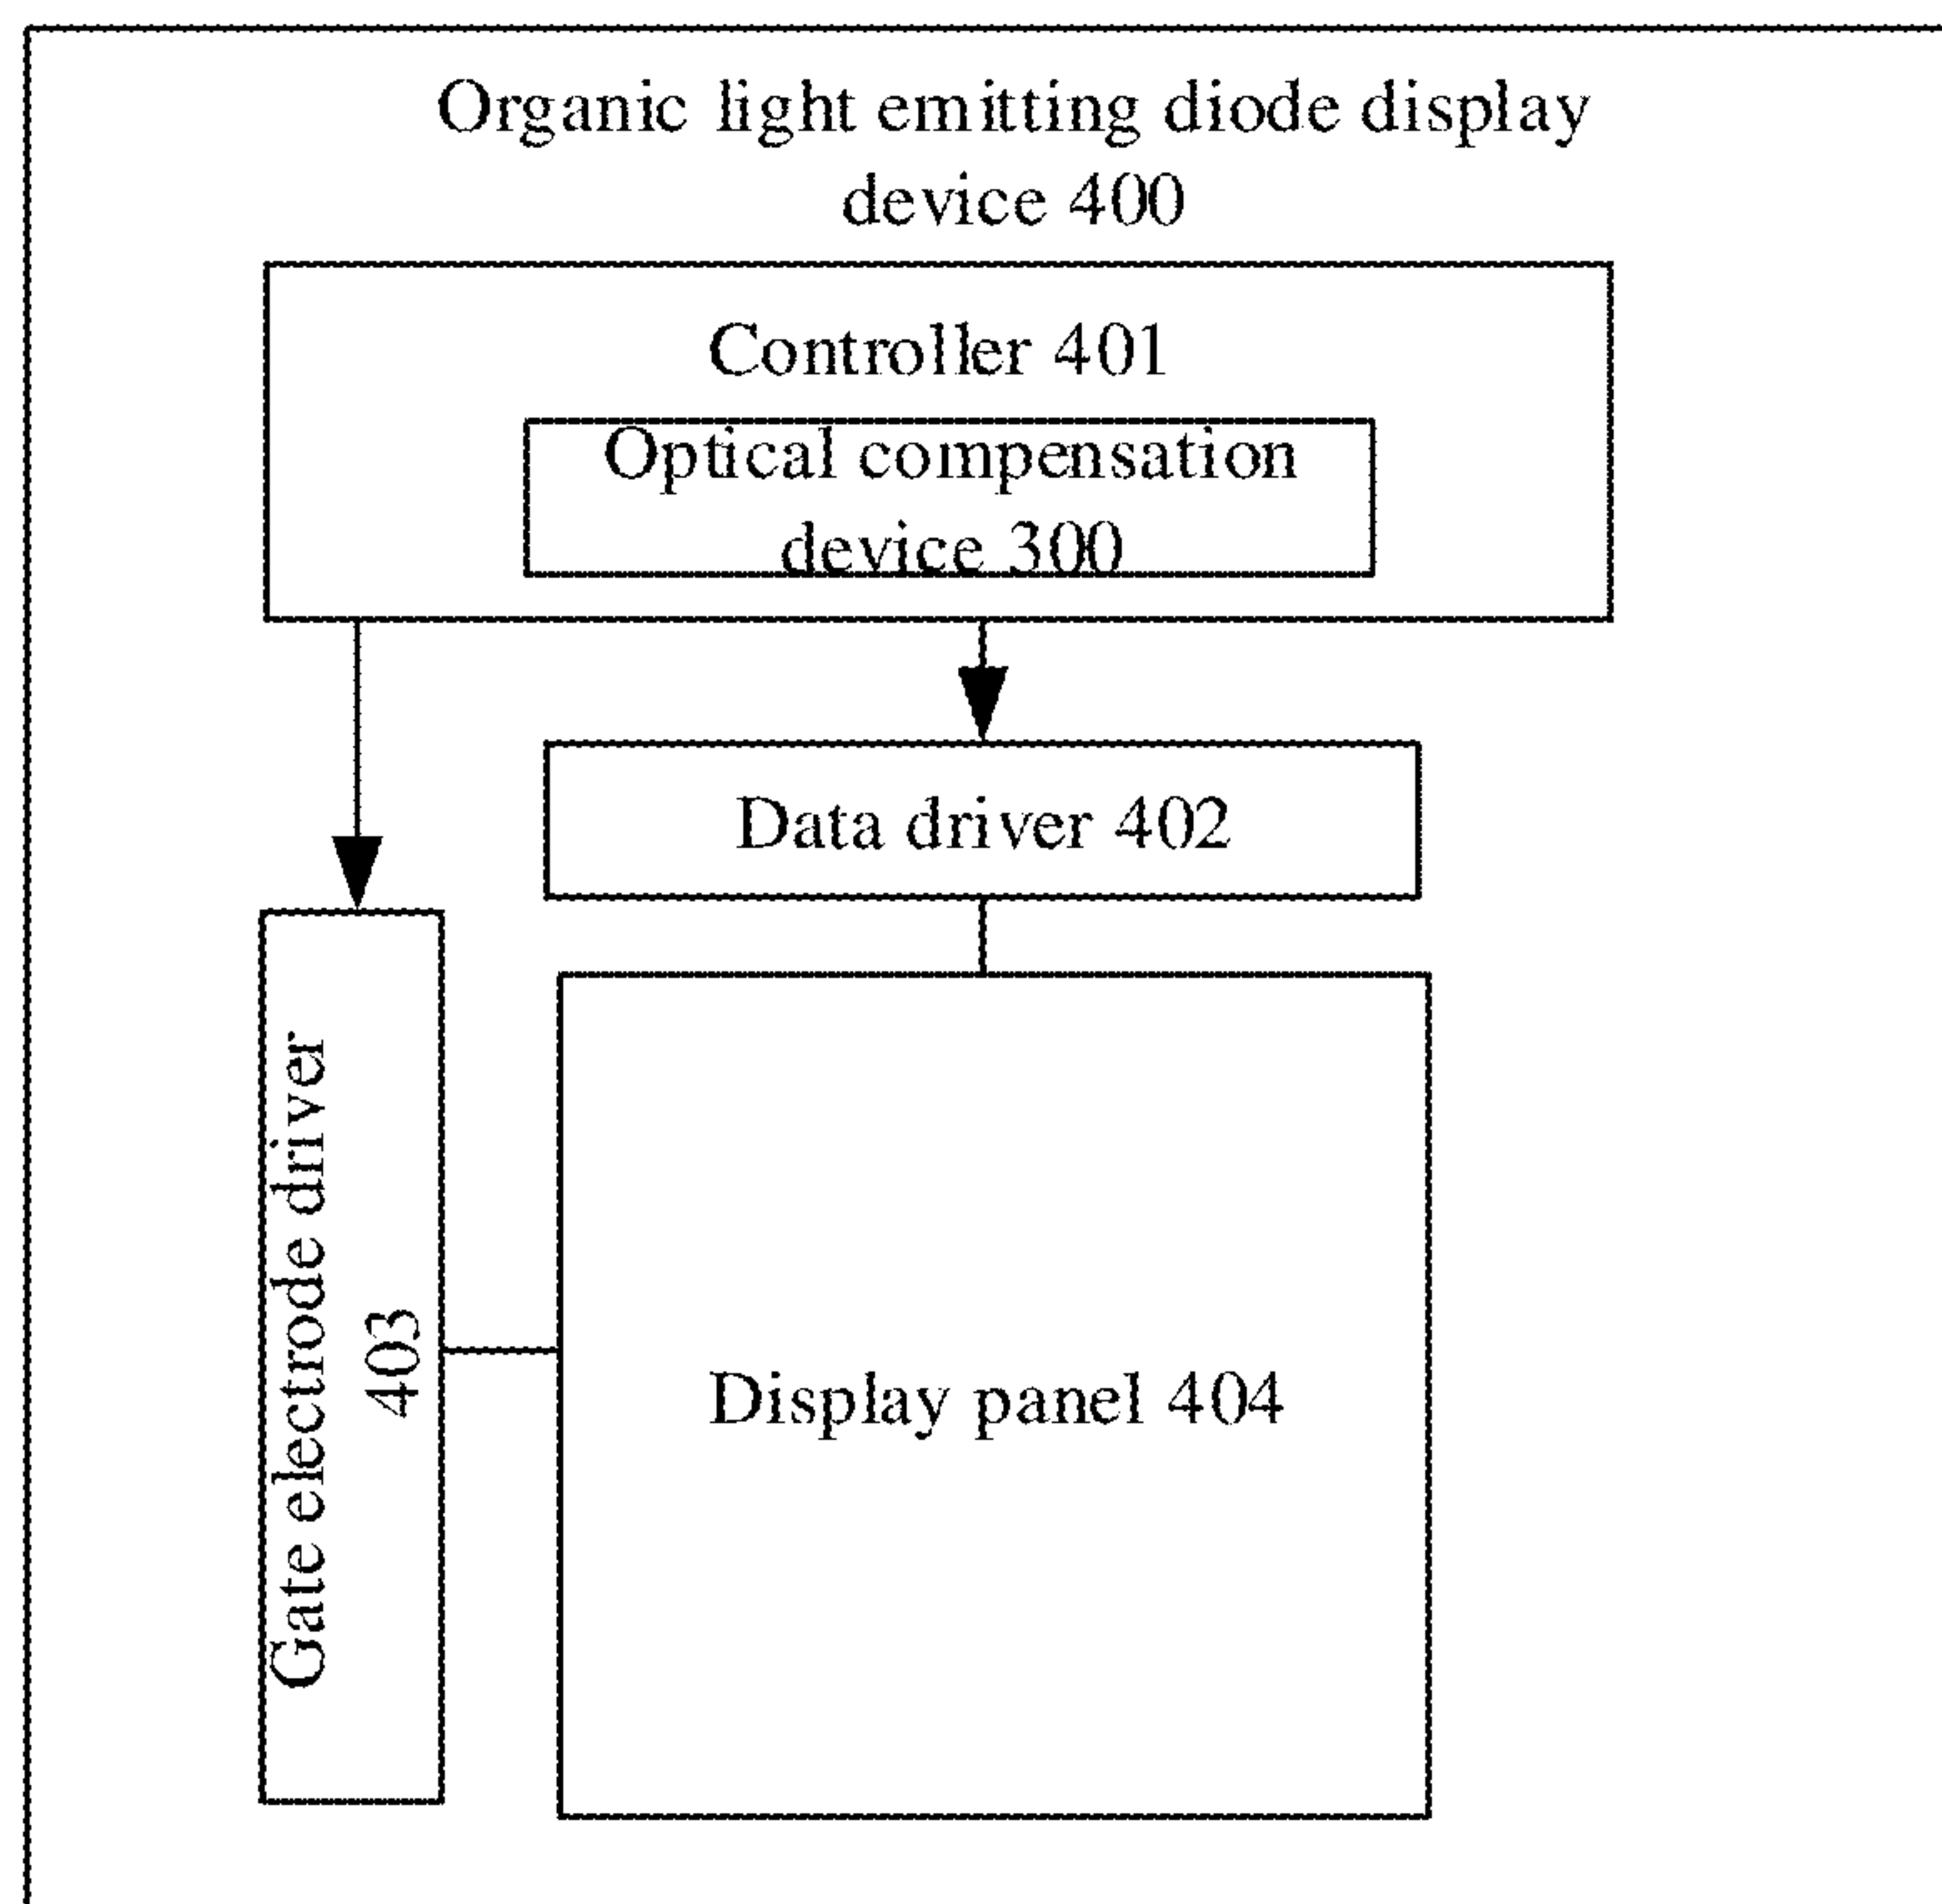 Organic light emitting diode display
device 400
Controller 401
Optical compensation
device 300
Data driver 402
Gate electrode driver
403
Display panel 404